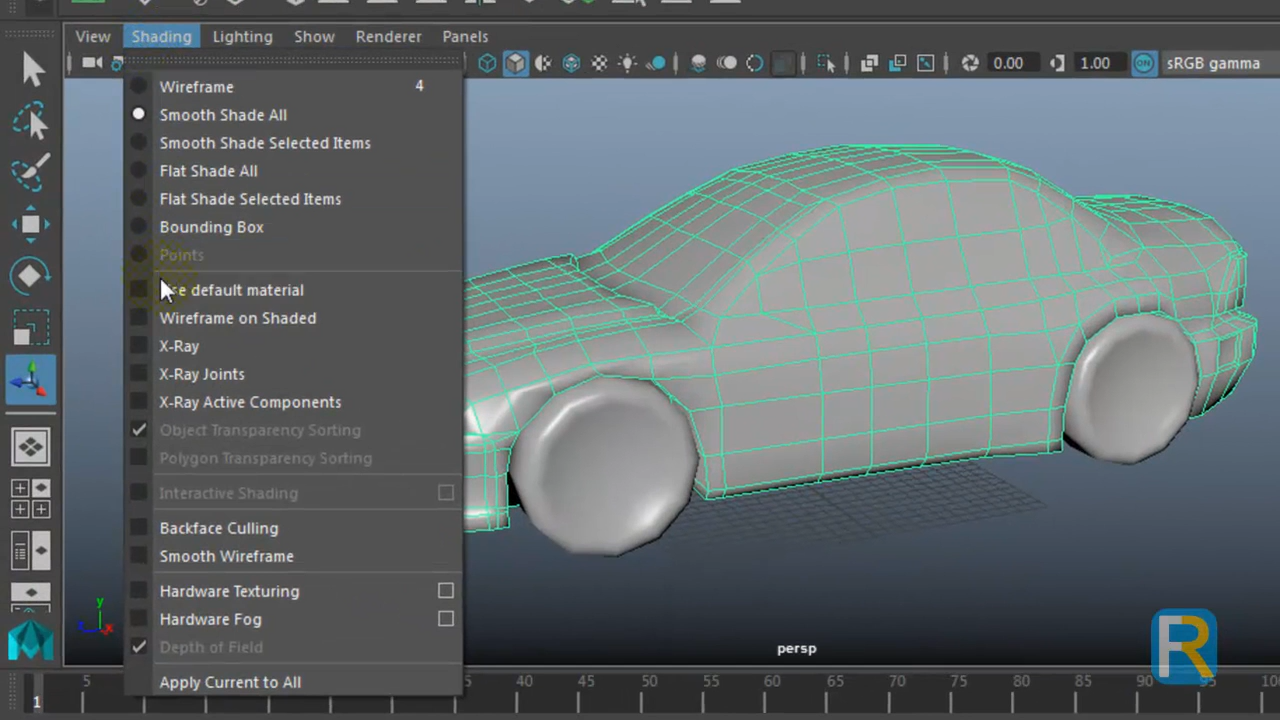 View Shading Lighting Show Renderer Panels
0.00 1.00 ON sRGB gamma
Wireframe 4
Smooth Shade All
Smooth Shade Selected Items
Flat Shade All
Flat Shade Selected Items
Bounding Box
Points
default material
Wireframe on Shaded
X-Ray
X-Ray Joints
X-Ray Active Components
Object Transparency Sorting
Polygon Transparency Sorting
Interactive Shading
Backface Culling
Smooth Wireframe
Hardware Texturing
Hardware Fog
Depth of Field
Apply Current to All
y
z x
persp
R
5 40 45 50 55 60 65 70 75 80 85 90 95
1